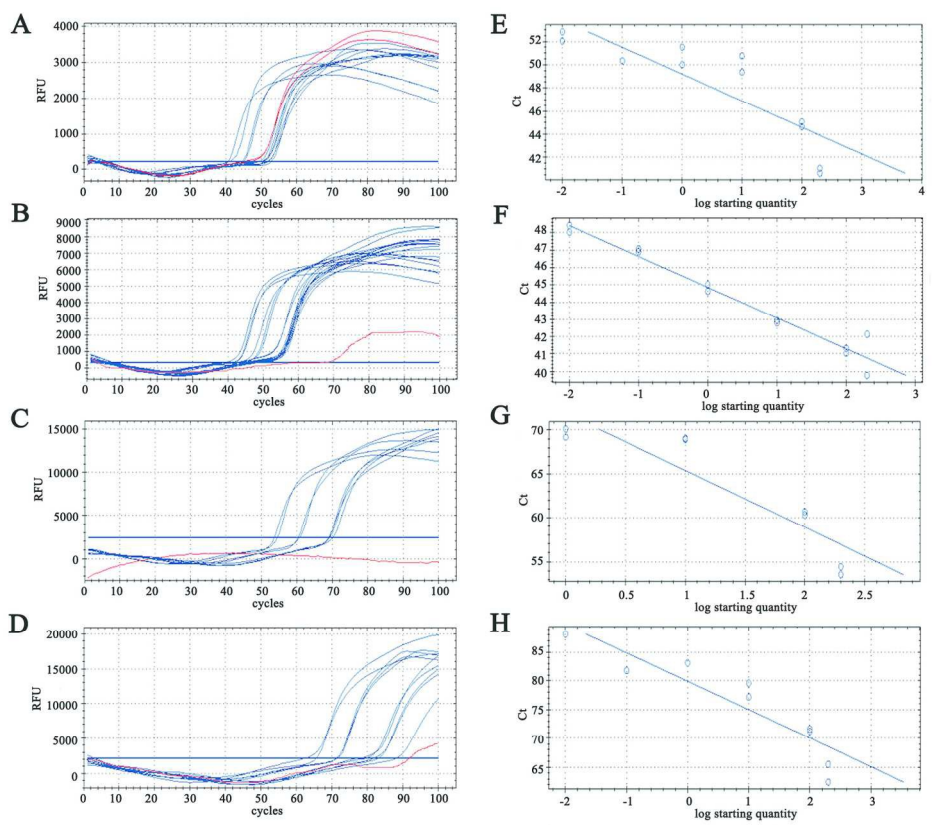 A
RFU
4000
3000
2000
1000
0
0 10 20 30 40 50 60 70 80 90 100
cycles
E
Ct
52
50
48
46
44
42
-2 -1 0 1 2 3 4
log starting quantity
B
RFU
9000
8000
7000
6000
5000
4000
3000
2000
1000
0
0 10 20 30 40 50 60 70 80 90 100
cycles
F
Ct
48
47
46
45
44
43
42
41
40
-2 -1 0 1 2 3
log starting quantity
C
RFU
15000
10000
5000
0
0 10 20 30 40 50 60 70 80 90 100
cycles
G
Ct
70
65
60
55
0 0.5 1 1.5 2 2.5
log starting quantity
D
RFU
20000
15000
10000
5000
0
0 10 20 30 40 50 60 70 80 90 100
cycles
H
Ct
85
80
75
70
65
-2 -1 0 1 2 3
log starting quantity